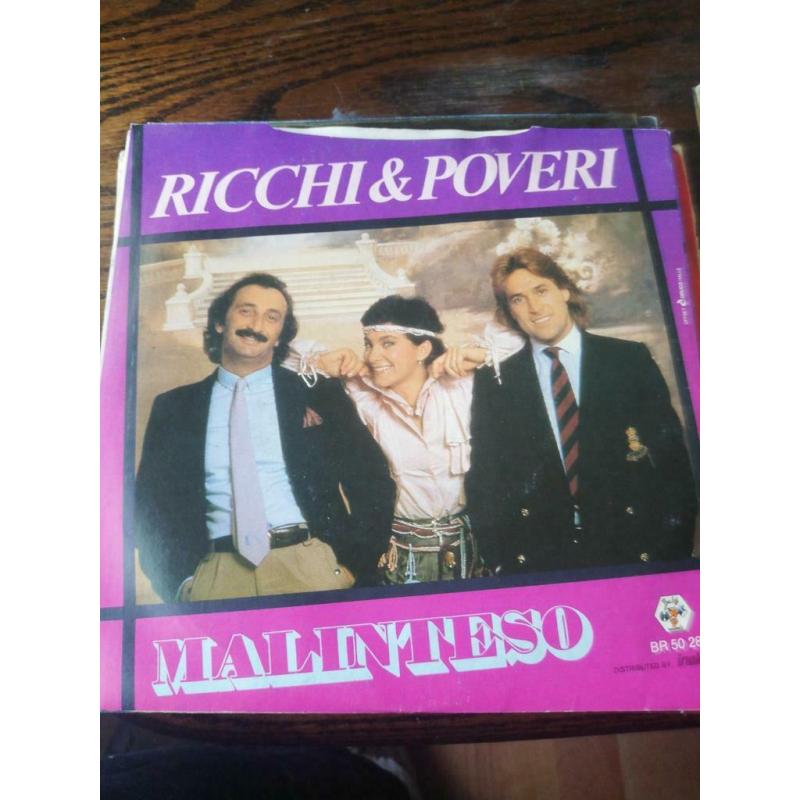 RICCHI & POVERI
MALINTESO
BR 50 28
DISTRIBUTED BY